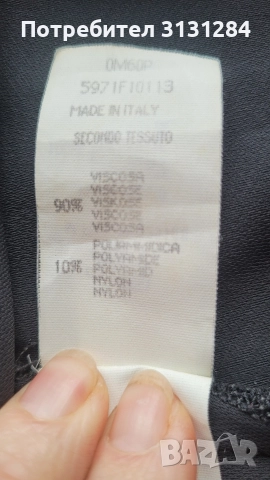 Потребител 3131284
5971F10113
MADE IN ITALY
SECONDO TESSUTO
VISCOSA
VISCOSE
90% VISKOSE
VISCOSE
VISCOSA
POLIAMMIDICA
POLYAMIDE
10% POLYAMID
NYLON
NYLON
BAZAR